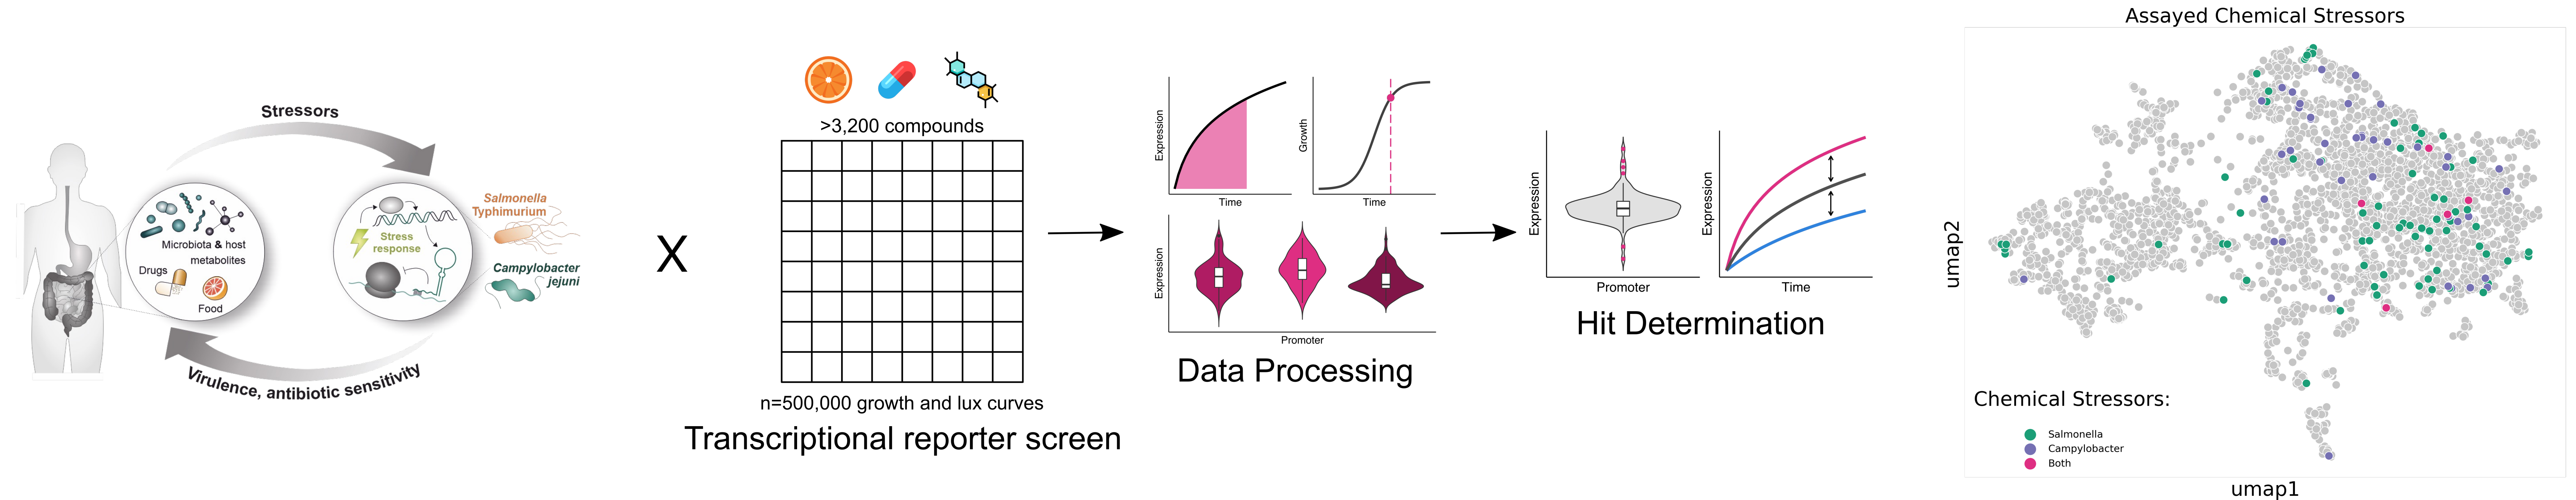 Stressors
Microbiota & host
metabolites
Drugs
Food
Stress
response
Salmonella
Typhimurium
Campylobacter
jejuni
Virulence, antibiotic sensitivity
X
>3,200 compounds
n=500,000 growth and lux curves
Transcriptional reporter screen
Expression
Time
Growth
Time
Expression
Promoter
Data Processing
Expression
Promoter
Expression
Time
Hit Determination
Assayed Chemical Stressors
umap2
Chemical Stressors:
Salmonella
Campylobacter
Both
umap1